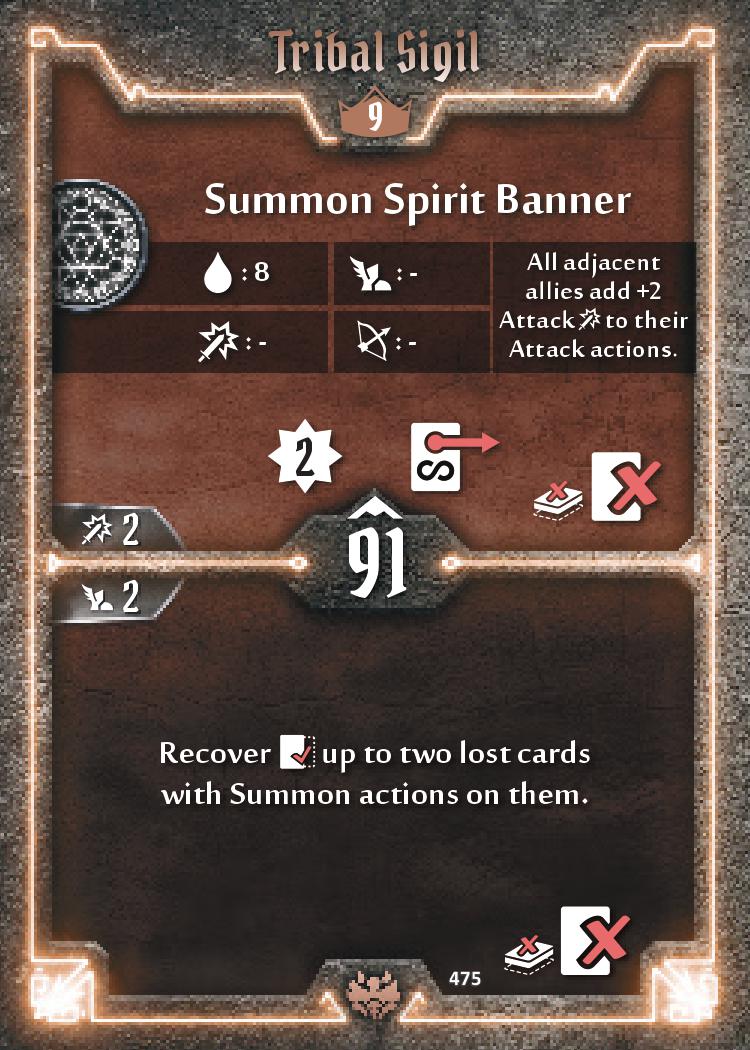 Tribal Sigil
9
Summon Spirit Banner
: 8
: -
: -
: -
All adjacent
allies add +2
Attack to their
Attack actions.
2
2
91
2
Recover up to two lost cards
with Summon actions on them.
475